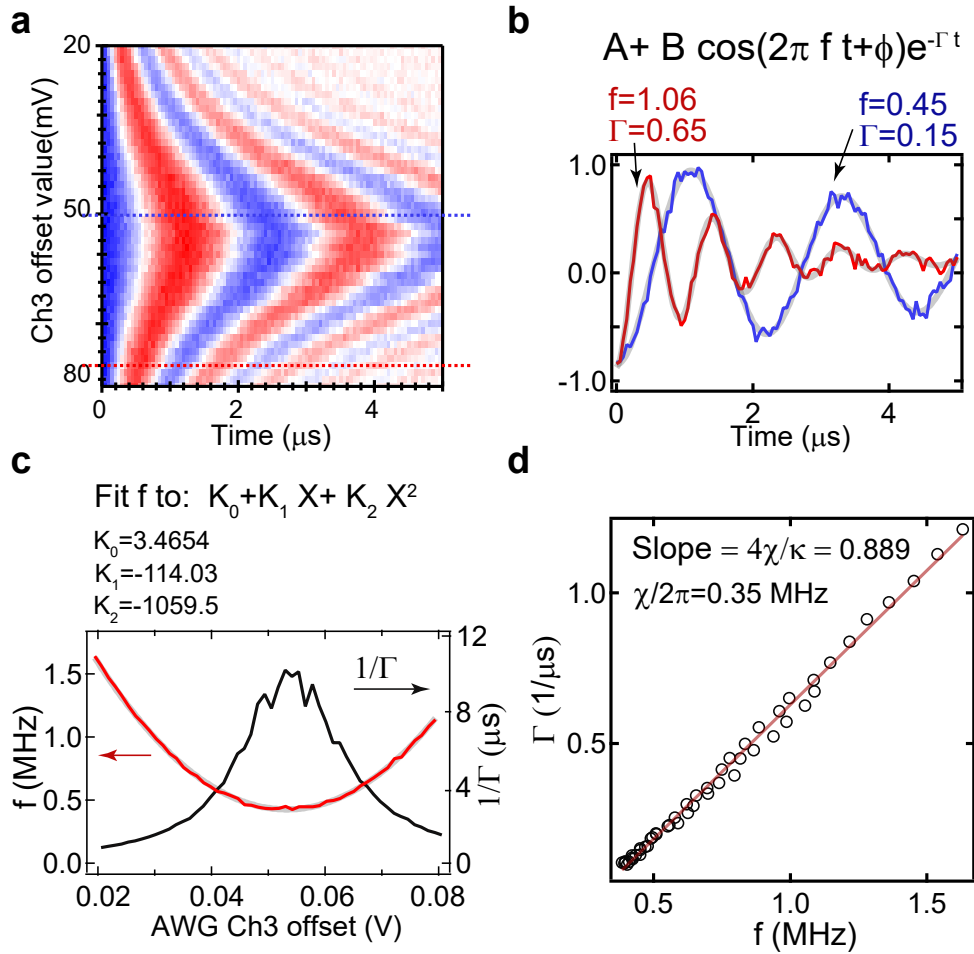 a
20
50
80
Ch3 offset value(mV)
0
2
4
Time (μs)
b
A+ B cos(2π f t+ϕ)e^-Γ t
f=1.06
Γ=0.65
f=0.45
Γ=0.15
1.0
0.0
-1.0
0
2
4
Time (μs)
c
Fit f to: K₀+K₁ X+ K₂ X²
K₀=3.4654
K₁=-114.03
K₂=-1059.5
1/Γ
1.5
1.0
0.5
0.0
f (MHz)
12
8
4
0
1/Γ (μs)
0.02
0.04
0.06
0.08
AWG Ch3 offset (V)
d
Slope = 4χ/κ = 0.889
χ/2π=0.35 MHz
1.0
0.5
Γ (1/μs)
0.5
1.0
1.5
f (MHz)